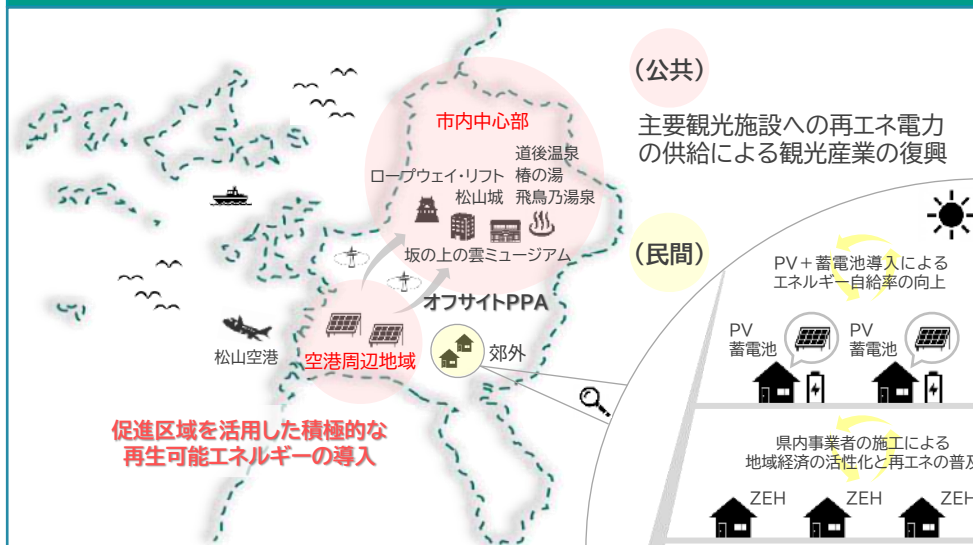 市内中心部
道後温泉
ロープウェイ・リフト 椿の湯
松山城 飛鳥乃湯泉
坂の上の雲ミュージアム
オフサイトPPA
松山空港
空港周辺地域
郊外
促進区域を活用した積極的な
再生可能エネルギーの導入
(公共)
主要観光施設への再エネ電力
の供給による観光産業の復興
(民間)
PV+蓄電池導入による
エネルギー自給率の向上
PV
蓄電池
PV
蓄電池
県内事業者の施工による
地域経済の活性化と再エネの普及
ZEH
ZEH
ZEH